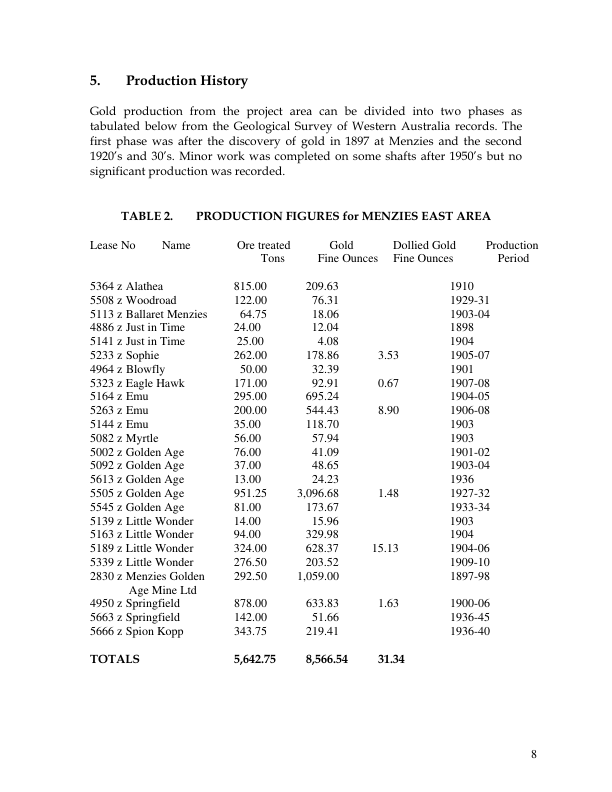 5. Production History
Gold production from the project area can be divided into two phases as
tabulated below from the Geological Survey of Western Australia records. The
first phase was after the discovery of gold in 1897 at Menzies and the second
1920's and 30's. Minor work was completed on some shafts after 1950's but no
significant production was recorded.
TABLE 2. PRODUCTION FIGURES for MENZIES EAST AREA
Lease No Name Ore treated Gold Dollied Gold Production
Tons Fine Ounces Fine Ounces Period
5364 z Alathea 815.00 209.63 1910
5508 z Woodroad 122.00 76.31 1929-31
5113 z Ballaret Menzies 64.75 18.06 1903-04
4886 z Just in Time 24.00 12.04 1898
5141 z Just in Time 25.00 4.08 1904
5233 z Sophie 262.00 178.86 3.53 1905-07
4964 z Blowfly 50.00 32.39 1901
5323 z Eagle Hawk 171.00 92.91 0.67 1907-08
5164 z Emu 295.00 695.24 1904-05
5263 z Emu 200.00 544.43 8.90 1906-08
5144 z Emu 35.00 118.70 1903
5082 z Myrtle 56.00 57.94 1903
5002 z Golden Age 76.00 41.09 1901-02
5092 z Golden Age 37.00 48.65 1903-04
5613 z Golden Age 13.00 24.23 1936
5505 z Golden Age 951.25 3,096.68 1.48 1927-32
5545 z Golden Age 81.00 173.67 1933-34
5139 z Little Wonder 14.00 15.96 1903
5163 z Little Wonder 94.00 329.98 1904
5189 z Little Wonder 324.00 628.37 15.13 1904-06
5339 z Little Wonder 276.50 203.52 1909-10
2830 z Menzies Golden 292.50 1,059.00 1897-98
Age Mine Ltd
4950 z Springfield 878.00 633.83 1.63 1900-06
5663 z Springfield 142.00 51.66 1936-45
5666 z Spion Kopp 343.75 219.41 1936-40
TOTALS 5,642.75 8,566.54 31.34
8